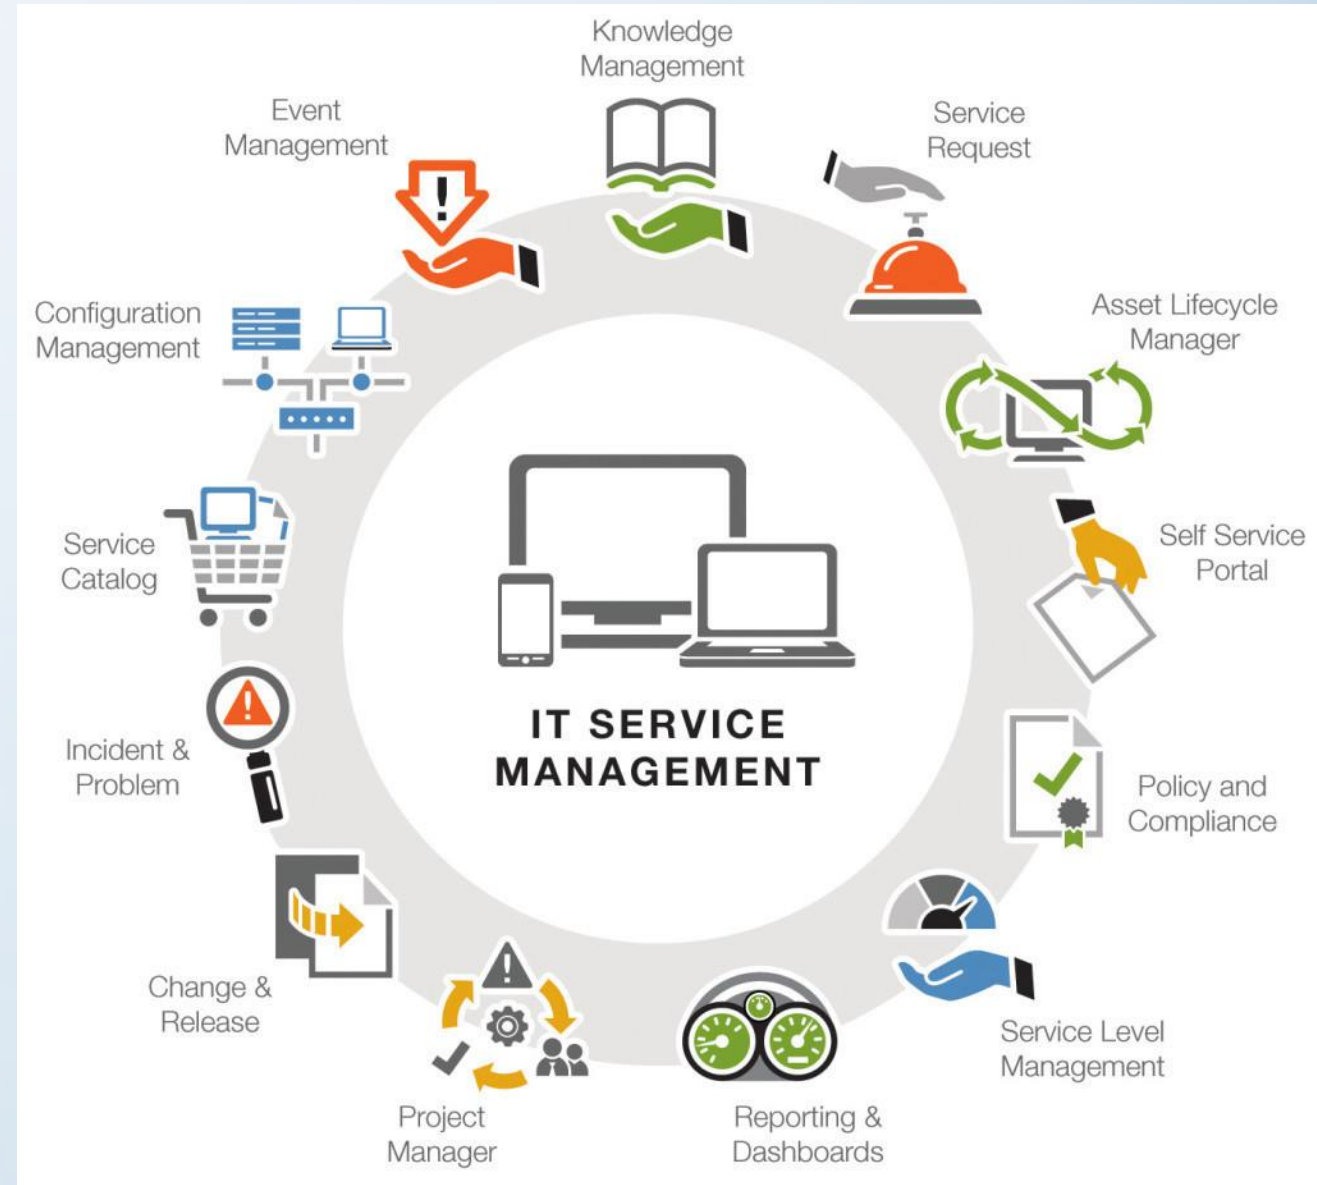 Knowledge
Management
Event
Management
Service
Request
Configuration
Management
Asset Lifecycle
Manager
Service
Catalog
Self Service
Portal
IT SERVICE
MANAGEMENT
Incident &
Problem
Policy and
Compliance
Change &
Release
Service Level
Management
Project
Manager
Reporting &
Dashboards